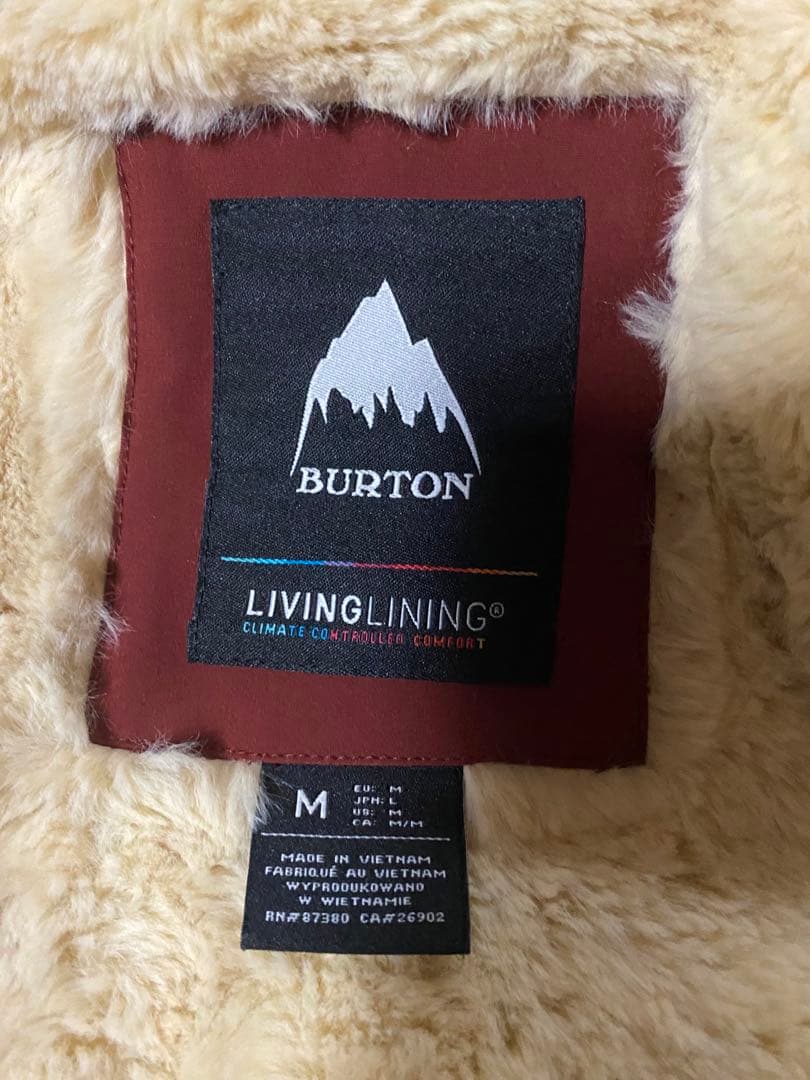 BURTON
LIVINGLINING®
CLIMATE CONTROLLED COMFORT
M
EU: M
JPN: L
US: M
CA: M/M
MADE IN VIETNAM
FABRIQUÉ AU VIETNAM
WYPRODUKOWANO
W WIETNAMIE
RN# 87380 CA# 26902